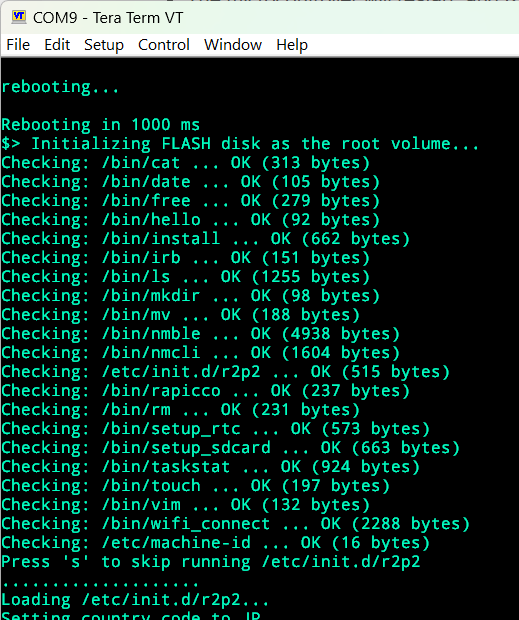 COM9 - Tera Term VT
File Edit Setup Control Window Help
rebooting...
Rebooting in 1000 ms
$> Initializing FLASH disk as the root volume...
Checking: /bin/cat ... OK (313 bytes)
Checking: /bin/date ... OK (105 bytes)
Checking: /bin/free ... OK (279 bytes)
Checking: /bin/hello ... OK (92 bytes)
Checking: /bin/install ... OK (662 bytes)
Checking: /bin/irb ... OK (151 bytes)
Checking: /bin/ls ... OK (1255 bytes)
Checking: /bin/mkdir ... OK (98 bytes)
Checking: /bin/mv ... OK (188 bytes)
Checking: /bin/nmble ... OK (4938 bytes)
Checking: /bin/nmcli ... OK (1604 bytes)
Checking: /etc/init.d/r2p2 ... OK (515 bytes)
Checking: /bin/rapicco ... OK (237 bytes)
Checking: /bin/rm ... OK (231 bytes)
Checking: /bin/setup_rtc ... OK (573 bytes)
Checking: /bin/setup_sdcard ... OK (663 bytes)
Checking: /bin/taskstat ... OK (924 bytes)
Checking: /bin/touch ... OK (197 bytes)
Checking: /bin/vim ... OK (132 bytes)
Checking: /bin/wifi_connect ... OK (2288 bytes)
Checking: /etc/machine-id ... OK (16 bytes)
Press 's' to skip running /etc/init.d/r2p2
....................
Loading /etc/init.d/r2p2...
Setting country code to JP